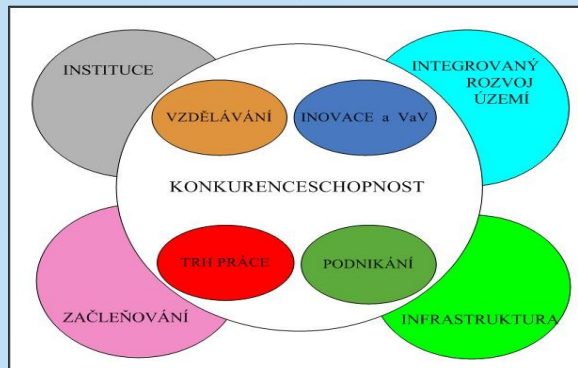 INSTITUCE
INTEGROVANÝ
ROZVOJ
ÚZEMÍ
VZDĚLÁVÁNÍ
INOVACE a VaV
KONKURENCESCHOPNOST
TRH PRÁCE
PODNIKÁNÍ
ZAČLEŇOVÁNÍ
INFRASTRUKTURA